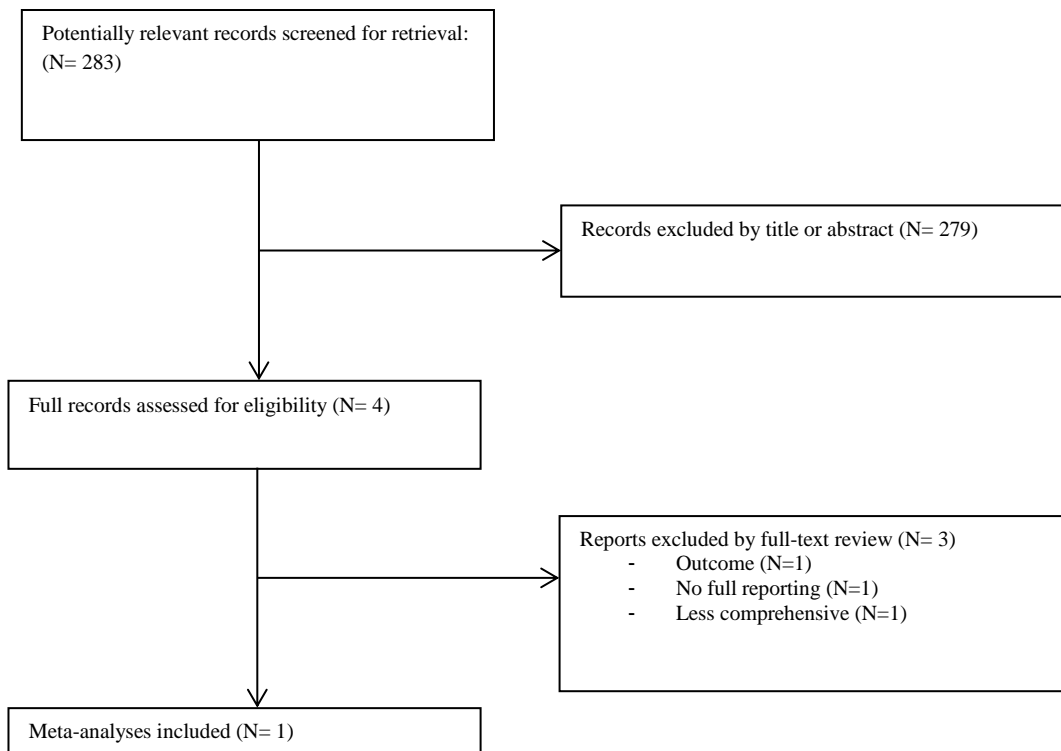 Potentially relevant records screened for retrieval:
(N= 283)
Records excluded by title or abstract (N= 279)
Full records assessed for eligibility (N= 4)
Reports excluded by full-text review (N= 3)
- Outcome (N=1)
- No full reporting (N=1)
- Less comprehensive (N=1)
Meta-analyses included (N= 1)